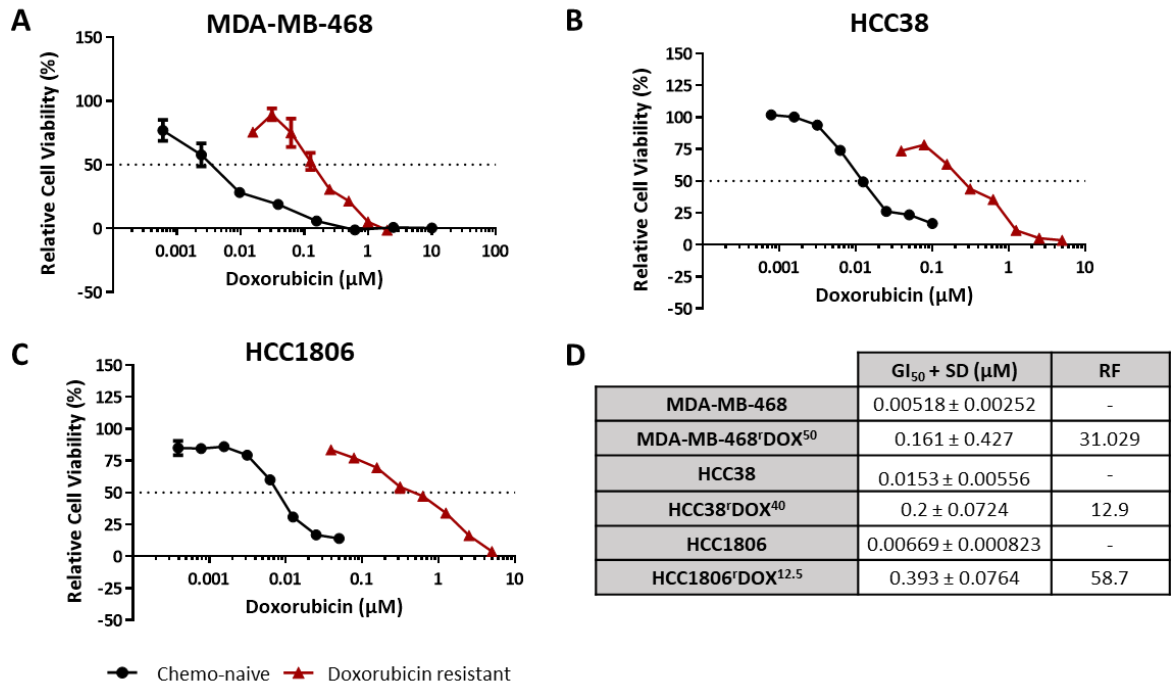 A
MDA-MB-468
Relative Cell Viability (%)
150
100
50
0
-50
0.001
0.01
0.1
1
10
100
Doxorubicin (µM)
B
HCC38
Relative Cell Viability (%)
150
125
100
75
50
25
0
-25
-50
0.001
0.01
0.1
1
10
Doxorubicin (µM)
C
HCC1806
Relative Cell Viability (%)
150
125
100
75
50
25
0
-25
-50
0.001
0.01
0.1
1
10
Doxorubicin (µM)
Chemo-naive
Doxorubicin resistant
D
GI₅₀ + SD (µM) RF
MDA-MB-468 0.00518 ± 0.00252 -
MDA-MB-468ʳDOX⁵⁰ 0.161 ± 0.427 31.029
HCC38 0.0153 ± 0.00556 -
HCC38ʳDOX⁴⁰ 0.2 ± 0.0724 12.9
HCC1806 0.00669 ± 0.000823 -
HCC1806ʳDOX¹²·⁵ 0.393 ± 0.0764 58.7